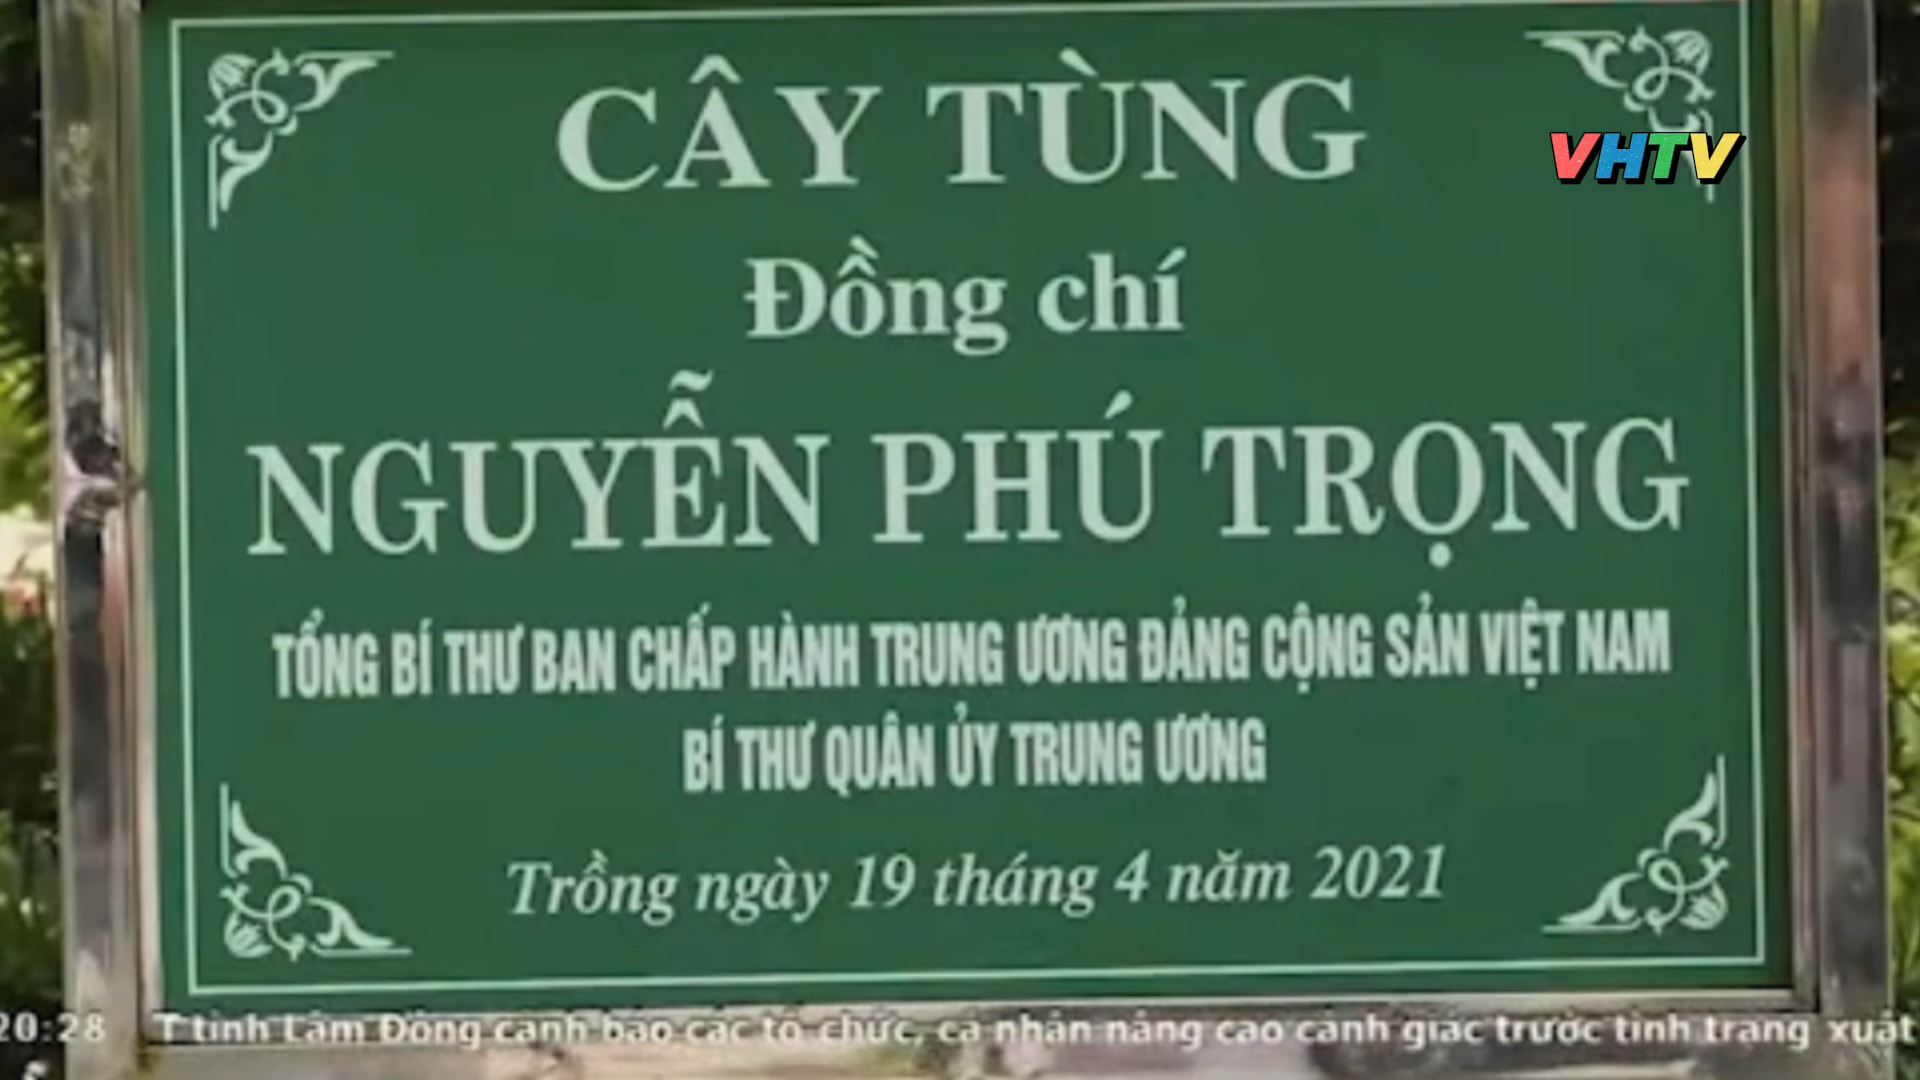 CÂY TÙNG
VHTV
Đồng chí
NGUYỄN PHÚ TRỌNG
TỔNG BÍ THƯ BAN CHẤP HÀNH TRUNG ƯƠNG ĐẢNG CỘNG SẢN VIỆT NAM
BÍ THƯ QUÂN ỦY TRUNG ƯƠNG
Trồng ngày 19 tháng 4 năm 2021
20:28 T tỉnh Lâm Đồng cảnh báo các tổ chức, cá nhân nâng cao cảnh giác trước tình trạng xuất